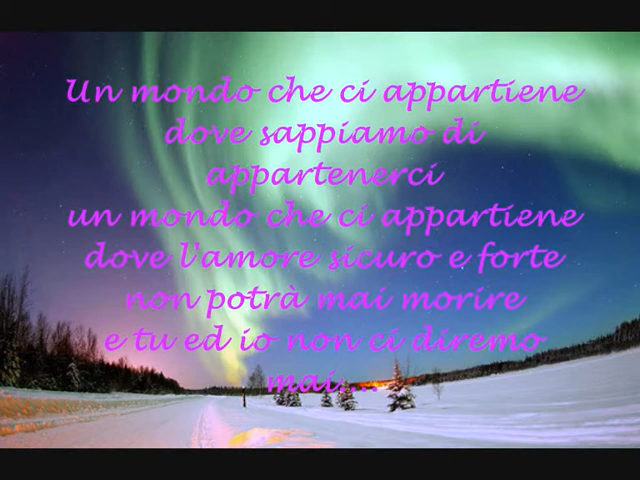 Un mondo che ci appartiene
dove sappiamo di
appartenerci
un mondo che ci appartiene
dove l'amore sicuro e forte
non potrà mai morire
e tu ed io non ci diremo
mai....